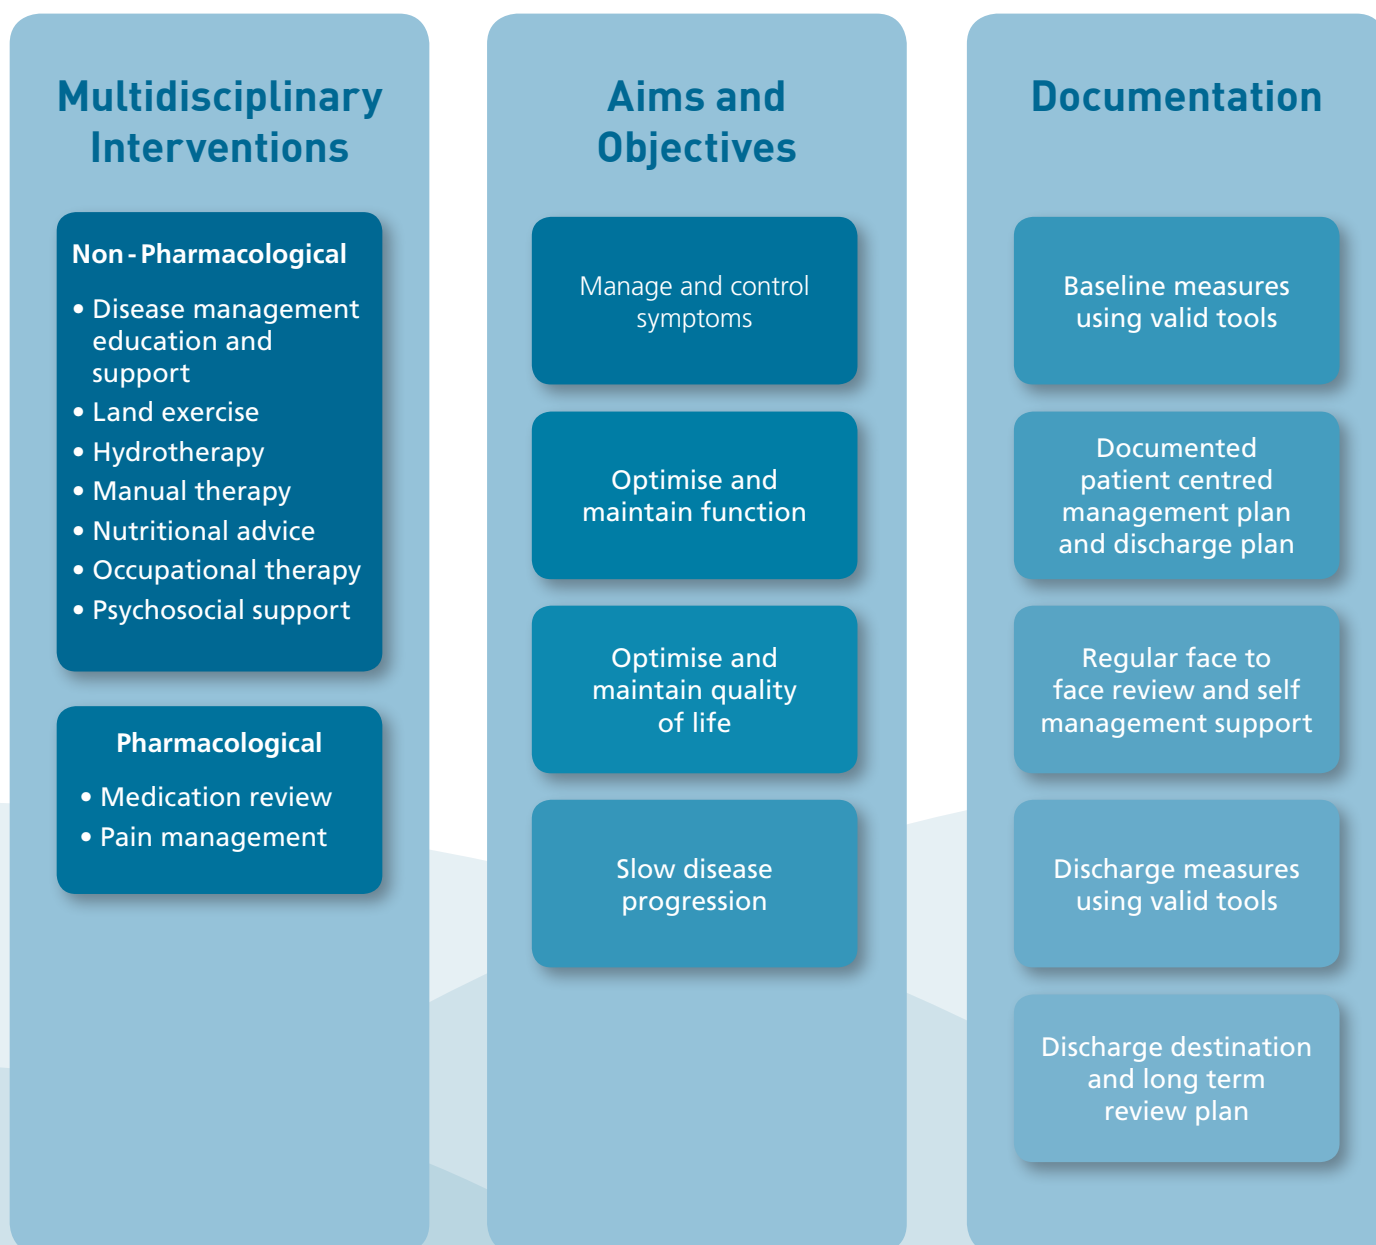 Multidisciplinary
Interventions
Non-Pharmacological
• Disease management
education and
support
• Land exercise
• Hydrotherapy
• Manual therapy
• Nutritional advice
• Occupational therapy
• Psychosocial support
Pharmacological
• Medication review
• Pain management
Aims and
Objectives
Manage and control
symptoms
Optimise and
maintain function
Optimise and
maintain quality
of life
Slow disease
progression
Documentation
Baseline measures
using valid tools
Documented
patient centred
management plan
and discharge plan
Regular face to
face review and self
management support
Discharge measures
using valid tools
Discharge destination
and long term
review plan